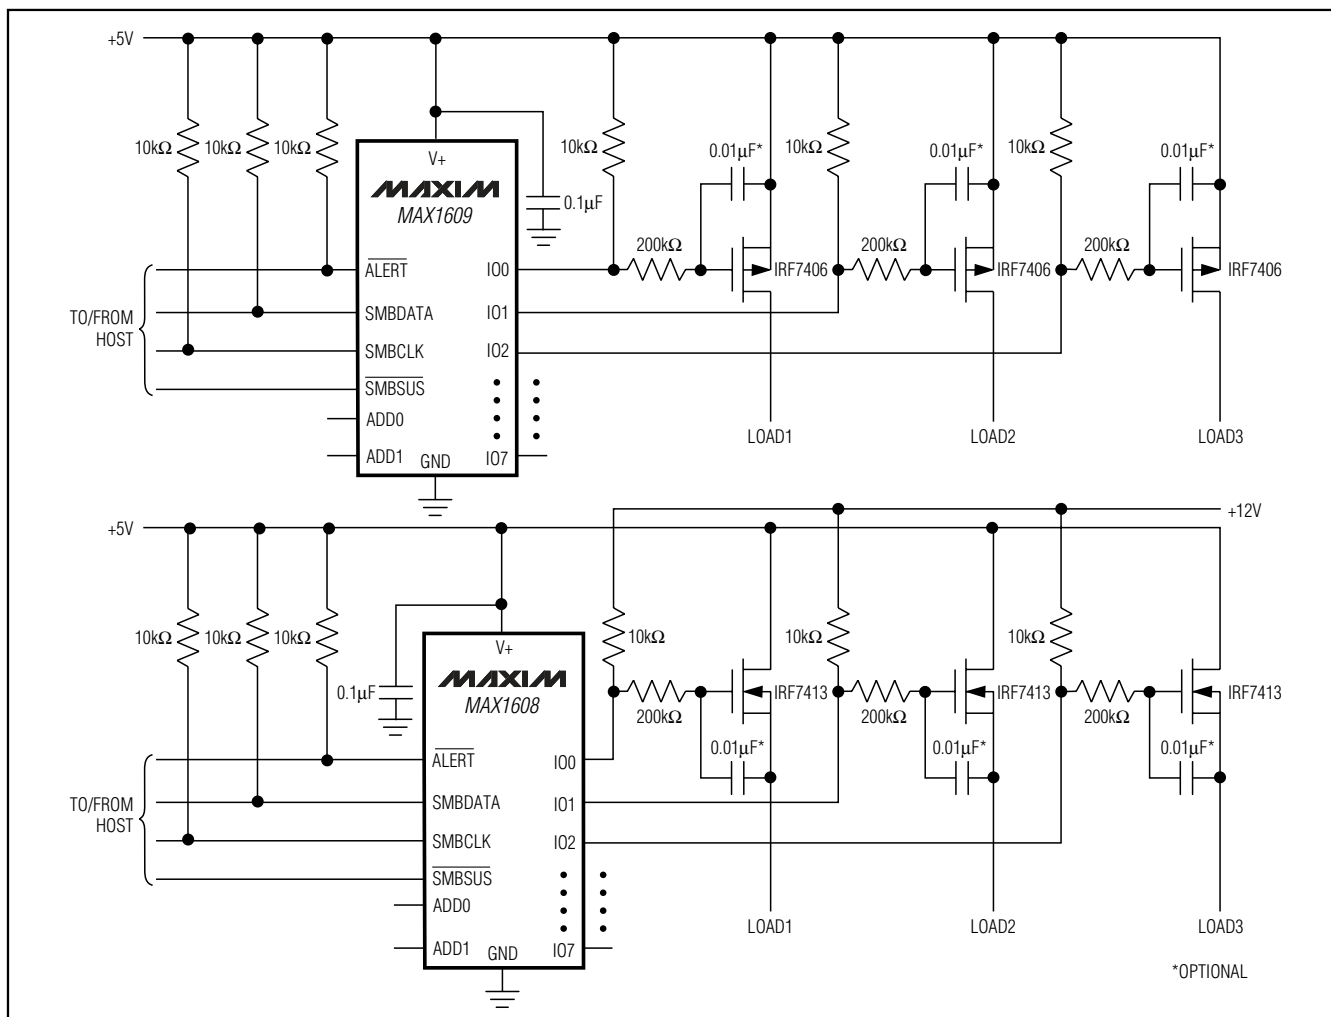 +5V
10kΩ
10kΩ
10kΩ
V+
MAXIM
MAX1609
0.1µF
10kΩ
0.01µF*
10kΩ
0.01µF*
10kΩ
0.01µF*
200kΩ
200kΩ
200kΩ
IRF7406
IRF7406
IRF7406
TO/FROM
HOST
ALERT
SMBDATA
SMBCLK
SMBSUS
ADD0
ADD1
GND
IO0
IO1
IO2
IO7
LOAD1
LOAD2
LOAD3
+5V
+12V
10kΩ
10kΩ
10kΩ
0.1µF
V+
MAXIM
MAX1608
10kΩ
10kΩ
10kΩ
200kΩ
200kΩ
200kΩ
IRF7413
IRF7413
IRF7413
0.01µF*
0.01µF*
0.01µF*
TO/FROM
HOST
ALERT
SMBDATA
SMBCLK
SMBSUS
ADD0
ADD1
GND
IO0
IO1
IO2
IO7
LOAD1
LOAD2
LOAD3
*OPTIONAL